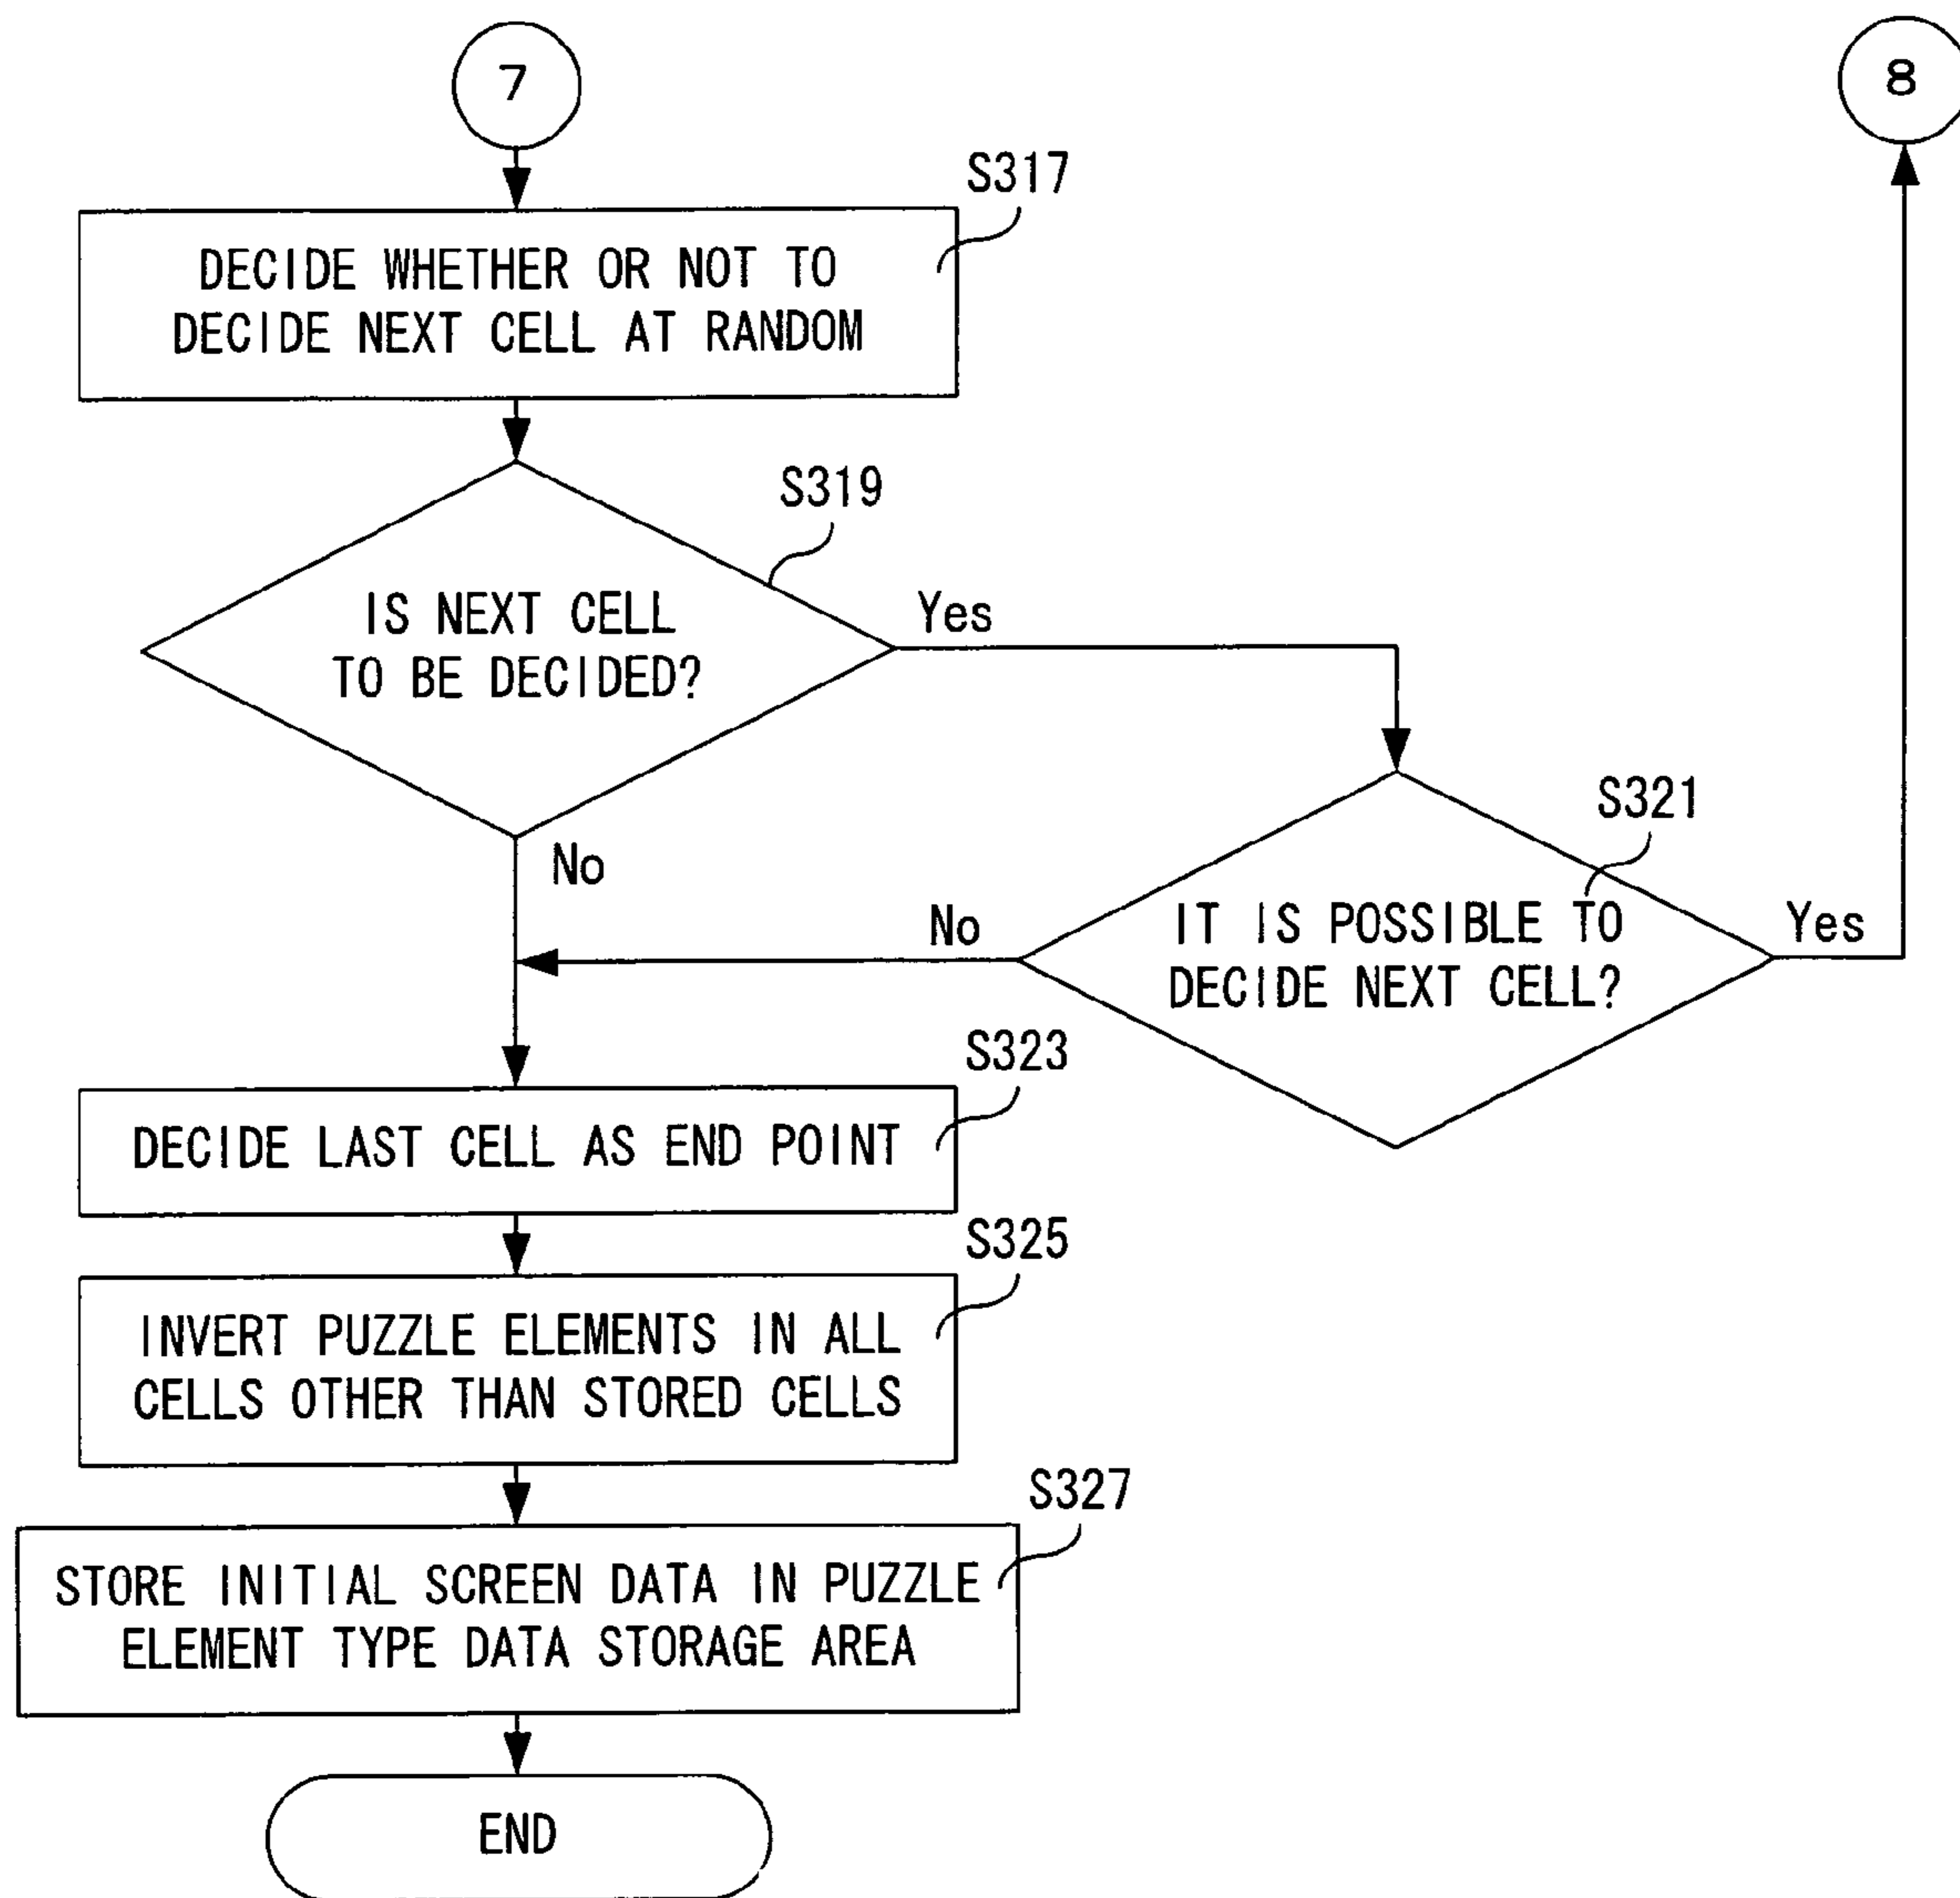 7
8
S317
DECIDE WHETHER OR NOT TO
DECIDE NEXT CELL AT RANDOM
S319
IS NEXT CELL
TO BE DECIDED?
Yes
No
S321
IT IS POSSIBLE TO
DECIDE NEXT CELL?
No
Yes
S323
DECIDE LAST CELL AS END POINT
S325
INVERT PUZZLE ELEMENTS IN ALL
CELLS OTHER THAN STORED CELLS
S327
STORE INITIAL SCREEN DATA IN PUZZLE
ELEMENT TYPE DATA STORAGE AREA
END